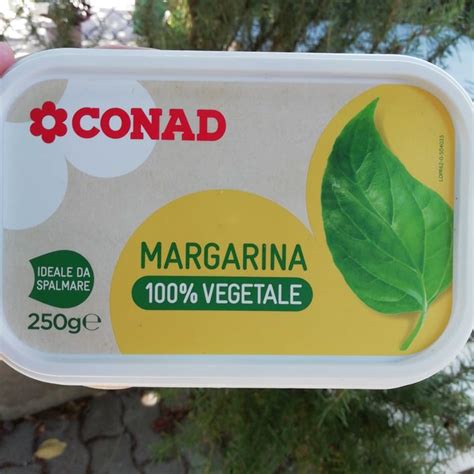 CONAD
MARGARINA
100% VEGETALE
IDEALE DA
SPALMARE
250g℮